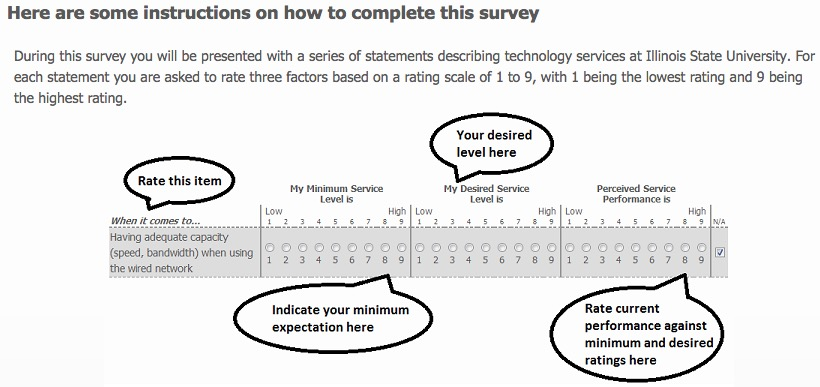 Here are some instructions on how to complete this survey
During this survey you will be presented with a series of statements describing technology services at Illinois State University. For
each statement you are asked to rate three factors based on a rating scale of 1 to 9, with 1 being the lowest rating and 9 being
the highest rating.
Your desired
level here
Rate this item
My Minimum Service
Level is
My Desired Service
Level is
Perceived Service
Performance is
Low High Low High Low High
When it comes to... 1 2 3 4 5 6 7 8 9 1 2 3 4 5 6 7 8 9 1 2 3 4 5 6 7 8 9 N/A
Having adequate capacity
(speed, bandwidth) when using
the wired network
1 2 3 4 5 6 7 8 9 1 2 3 4 5 6 7 8 9 1 2 3 4 5 6 7 8 9
Indicate your minimum
expectation here
Rate current
performance against
minimum and desired
ratings here